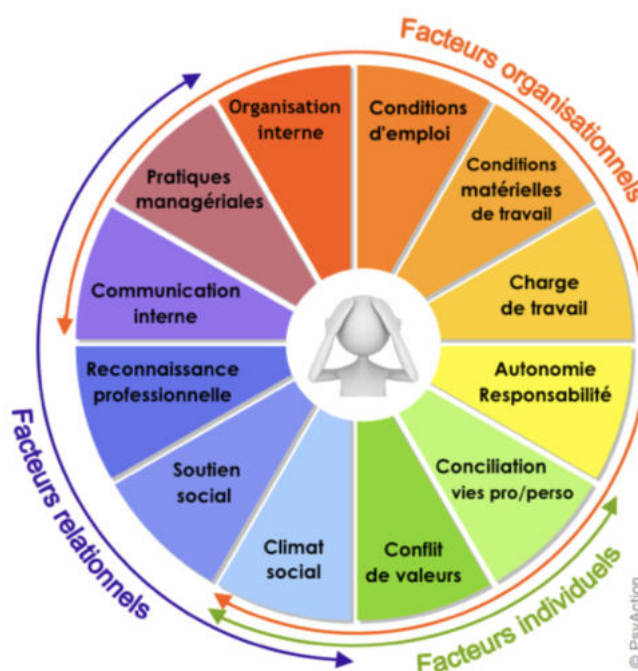 Facteurs organisationnels
Organisation
interne
Conditions
d'emploi
Conditions
matérielles
de travail
Charge
de travail
Autonomie
Responsabilité
Conciliation
vies pro/perso
Conflit
de valeurs
Climat
social
Soutien
social
Reconnaissance
professionnelle
Communication
interne
Pratiques
managériales
Facteurs relationnels
Facteurs individuels
© PsyAction